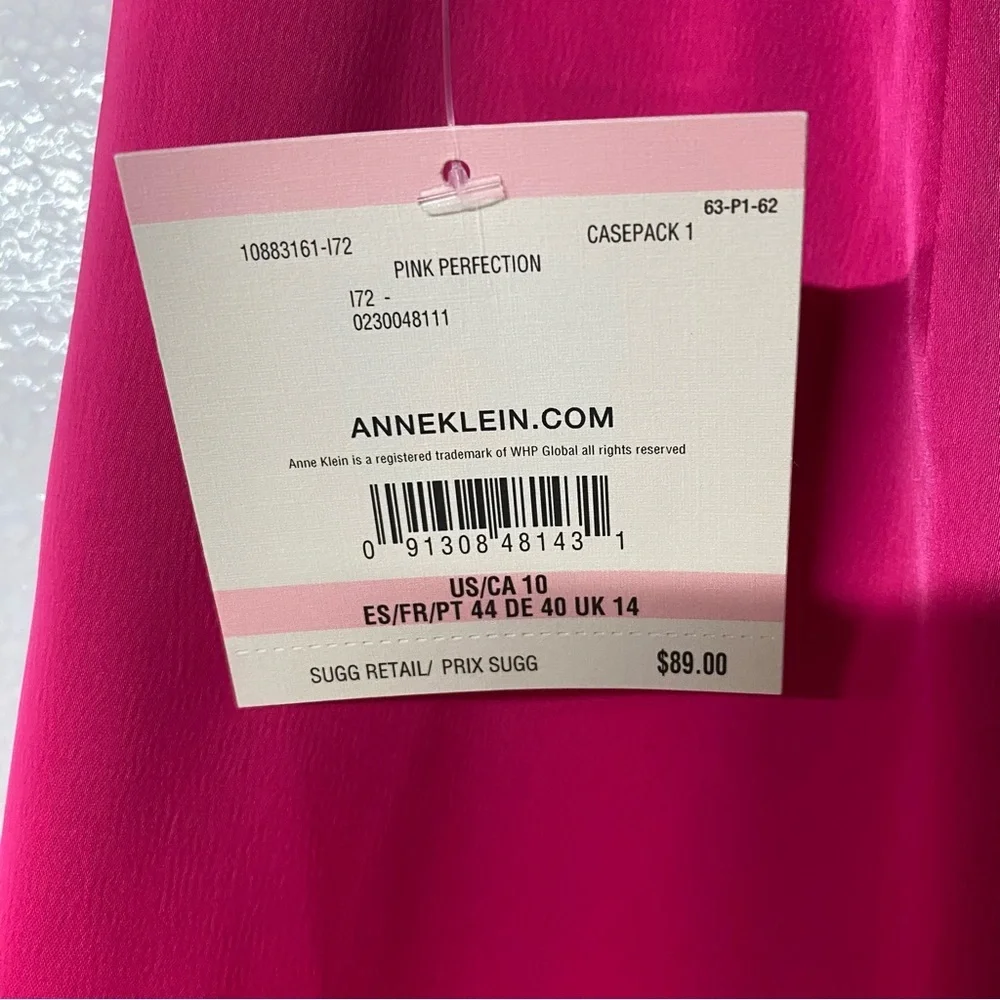 63-P1-62
10883161-I72 CASEPACK 1
PINK PERFECTION
I72 -
0230048111
ANNEKLEIN.COM
Anne Klein is a registered trademark of WHP Global all rights reserved
0 91308 48143 1
US/CA 10
ES/FR/PT 44 DE 40 UK 14
SUGG RETAIL/ PRIX SUGG $89.00